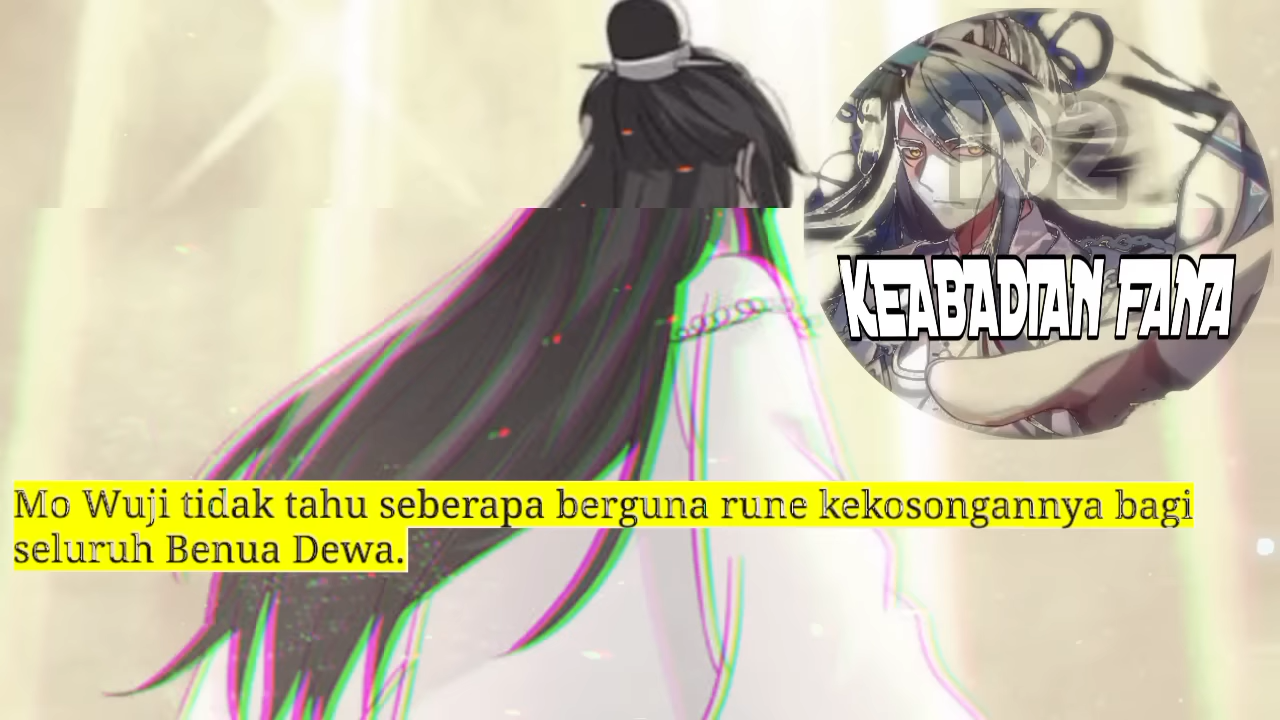 KEABADIAN FANA
Mo Wuji tidak tahu seberapa berguna rune kekosongannya bagi
seluruh Benua Dewa.